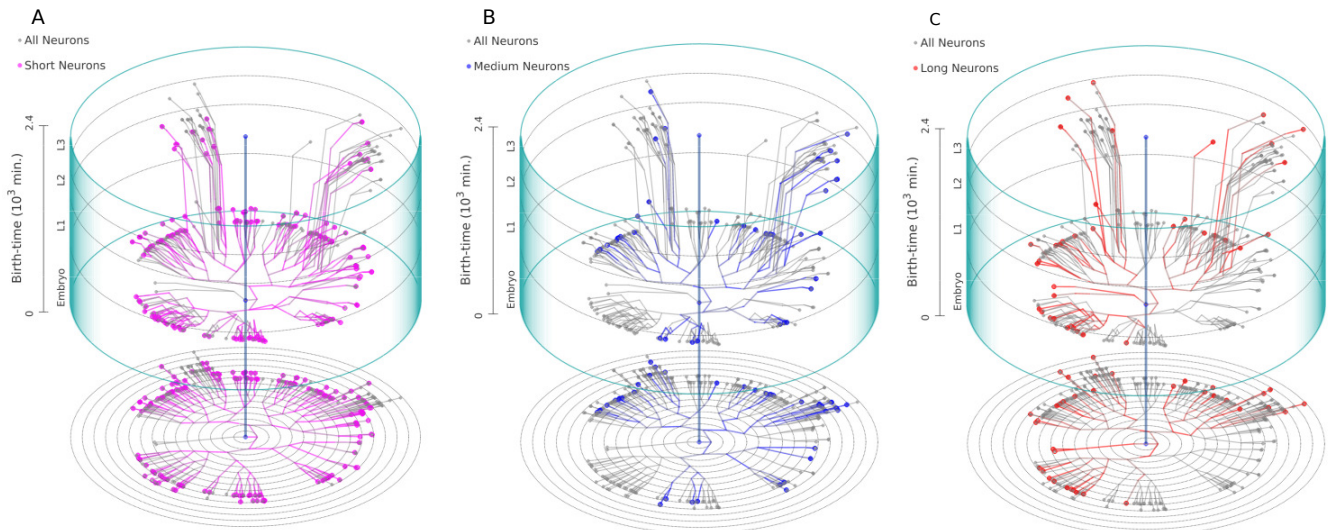 A
All Neurons
Short Neurons
Birth-time (10³ min.)
2.4
0
L3
L2
L1
Embryo
B
All Neurons
Medium Neurons
Birth-time (10³ min.)
2.4
0
L3
L2
L1
Embryo
C
All Neurons
Long Neurons
Birth-time (10³ min.)
2.4
0
L3
L2
L1
Embryo